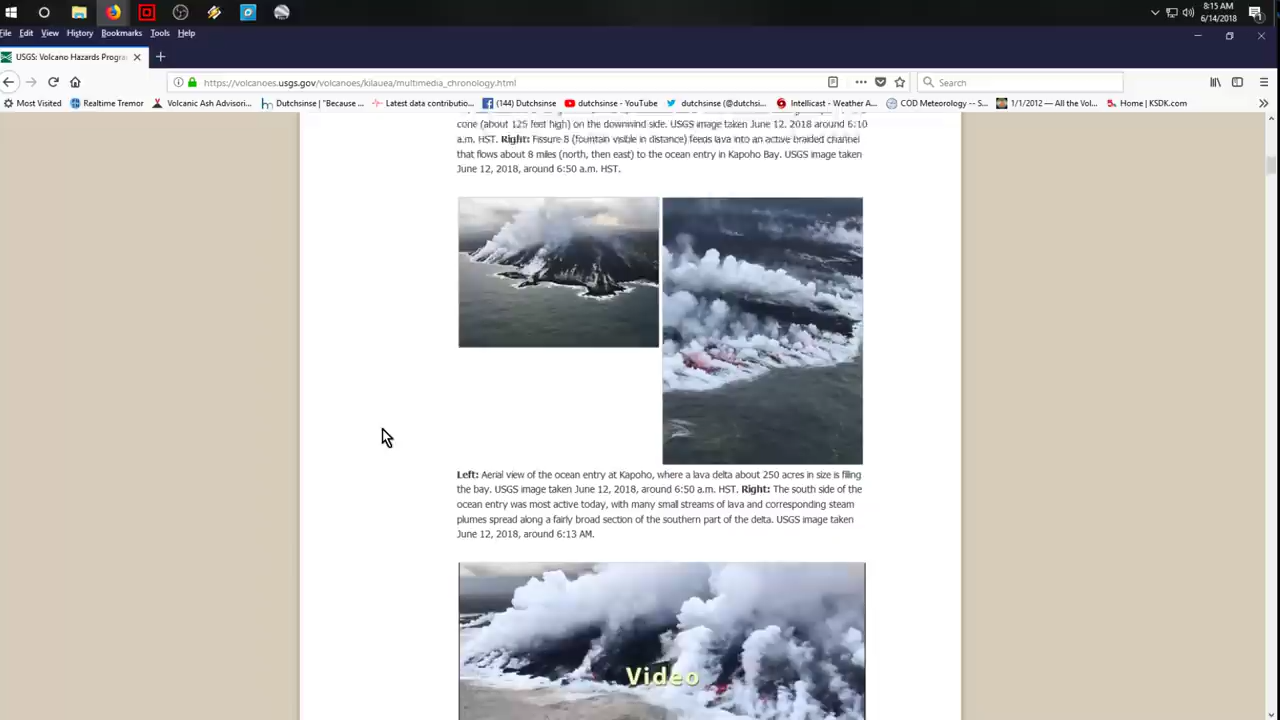 8:15 AM
6/14/2018
File Edit View History Bookmarks Tools Help
USGS: Volcano Hazards Progra
https://volcanoes.usgs.gov/volcanoes/kilauea/multimedia_chronology.html
Search
Most Visited Realtime Tremor Volcanic Ash Advisori... Dutchsinse | "Because ... Latest data contributio... (144) Dutchsinse dutchsinse - YouTube dutchsinse (@dutchsi... Intellicast - Weather A... COD Meteorology -- S... 1/1/2012 — All the Vol... Home | KSDK.com
cone (about 125 feet high) on the downwind side. USGS image taken June 12, 2018 around 6:10
a.m. HST. Right: Fissure 8 (fountain visible in distance) feeds lava into an active braided channel
that flows about 8 miles (north, then east) to the ocean entry in Kapoho Bay. USGS image taken
June 12, 2018, around 6:50 a.m. HST.
Left: Aerial view of the ocean entry at Kapoho, where a lava delta about 250 acres in size is filling
the bay. USGS image taken June 12, 2018, around 6:50 a.m. HST. Right: The south side of the
ocean entry was most active today, with many small streams of lava and corresponding steam
plumes spread along a fairly broad section of the southern part of the delta. USGS image taken
June 12, 2018, around 6:13 AM.
Video